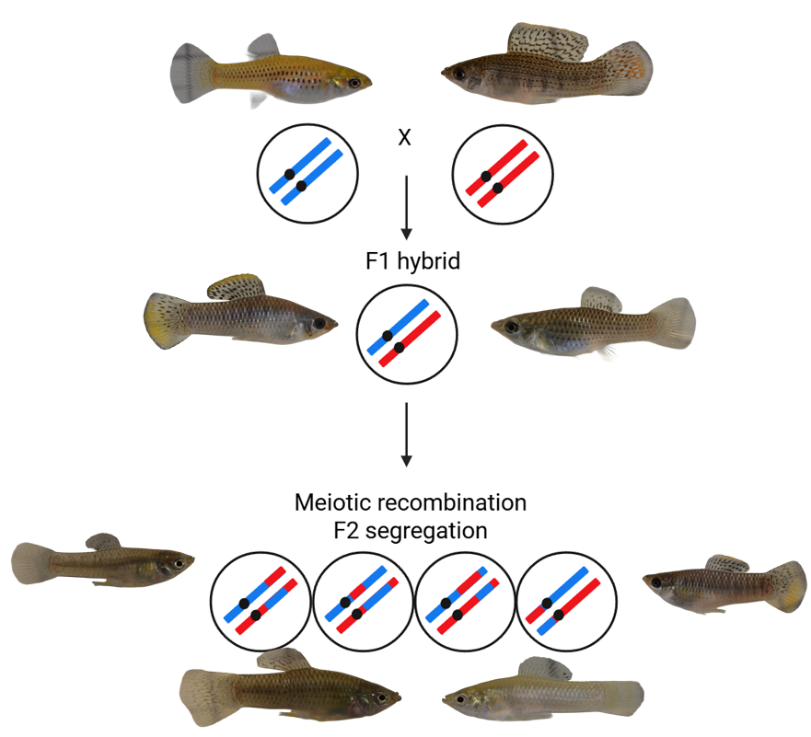 X
F1 hybrid
Meiotic recombination
F2 segregation